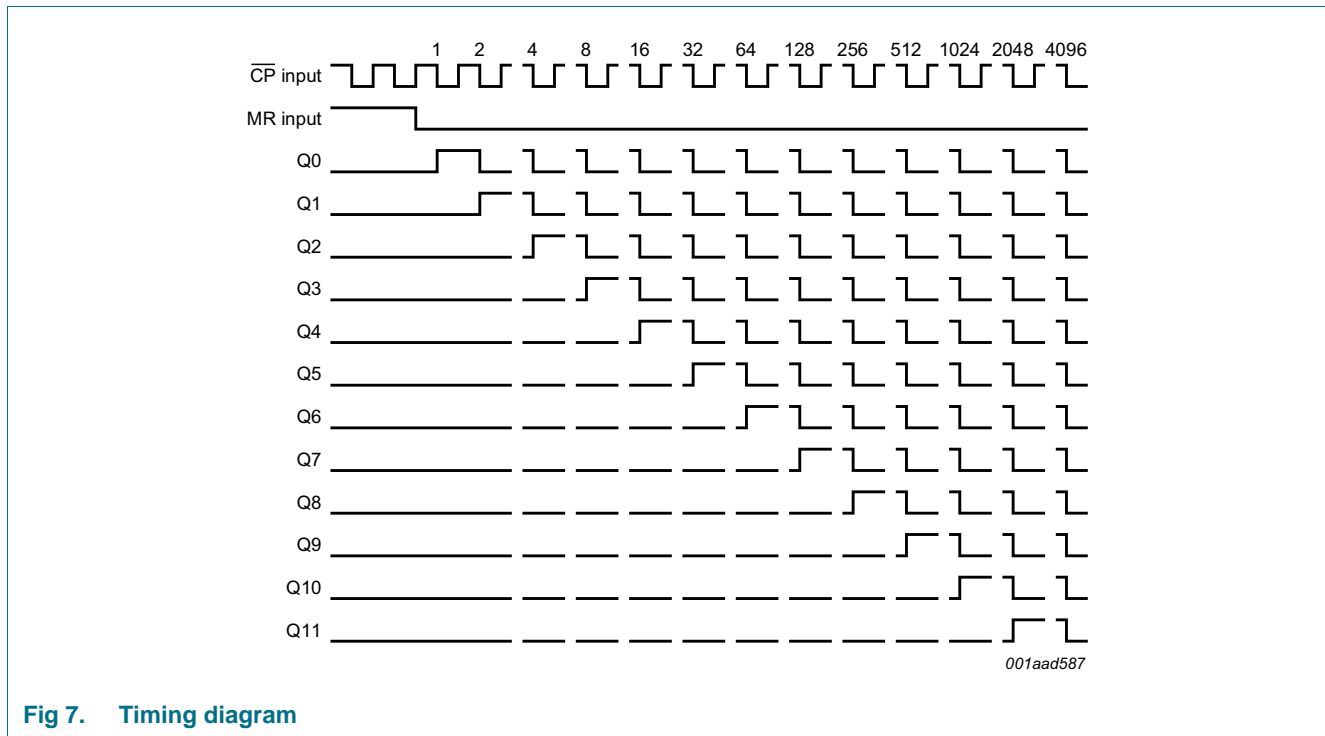 1 2 4 8 16 32 64 128 256 512 1024 2048 4096
C̅P̅ input
MR input
Q0
Q1
Q2
Q3
Q4
Q5
Q6
Q7
Q8
Q9
Q10
Q11
001aad587
Fig 7. Timing diagram